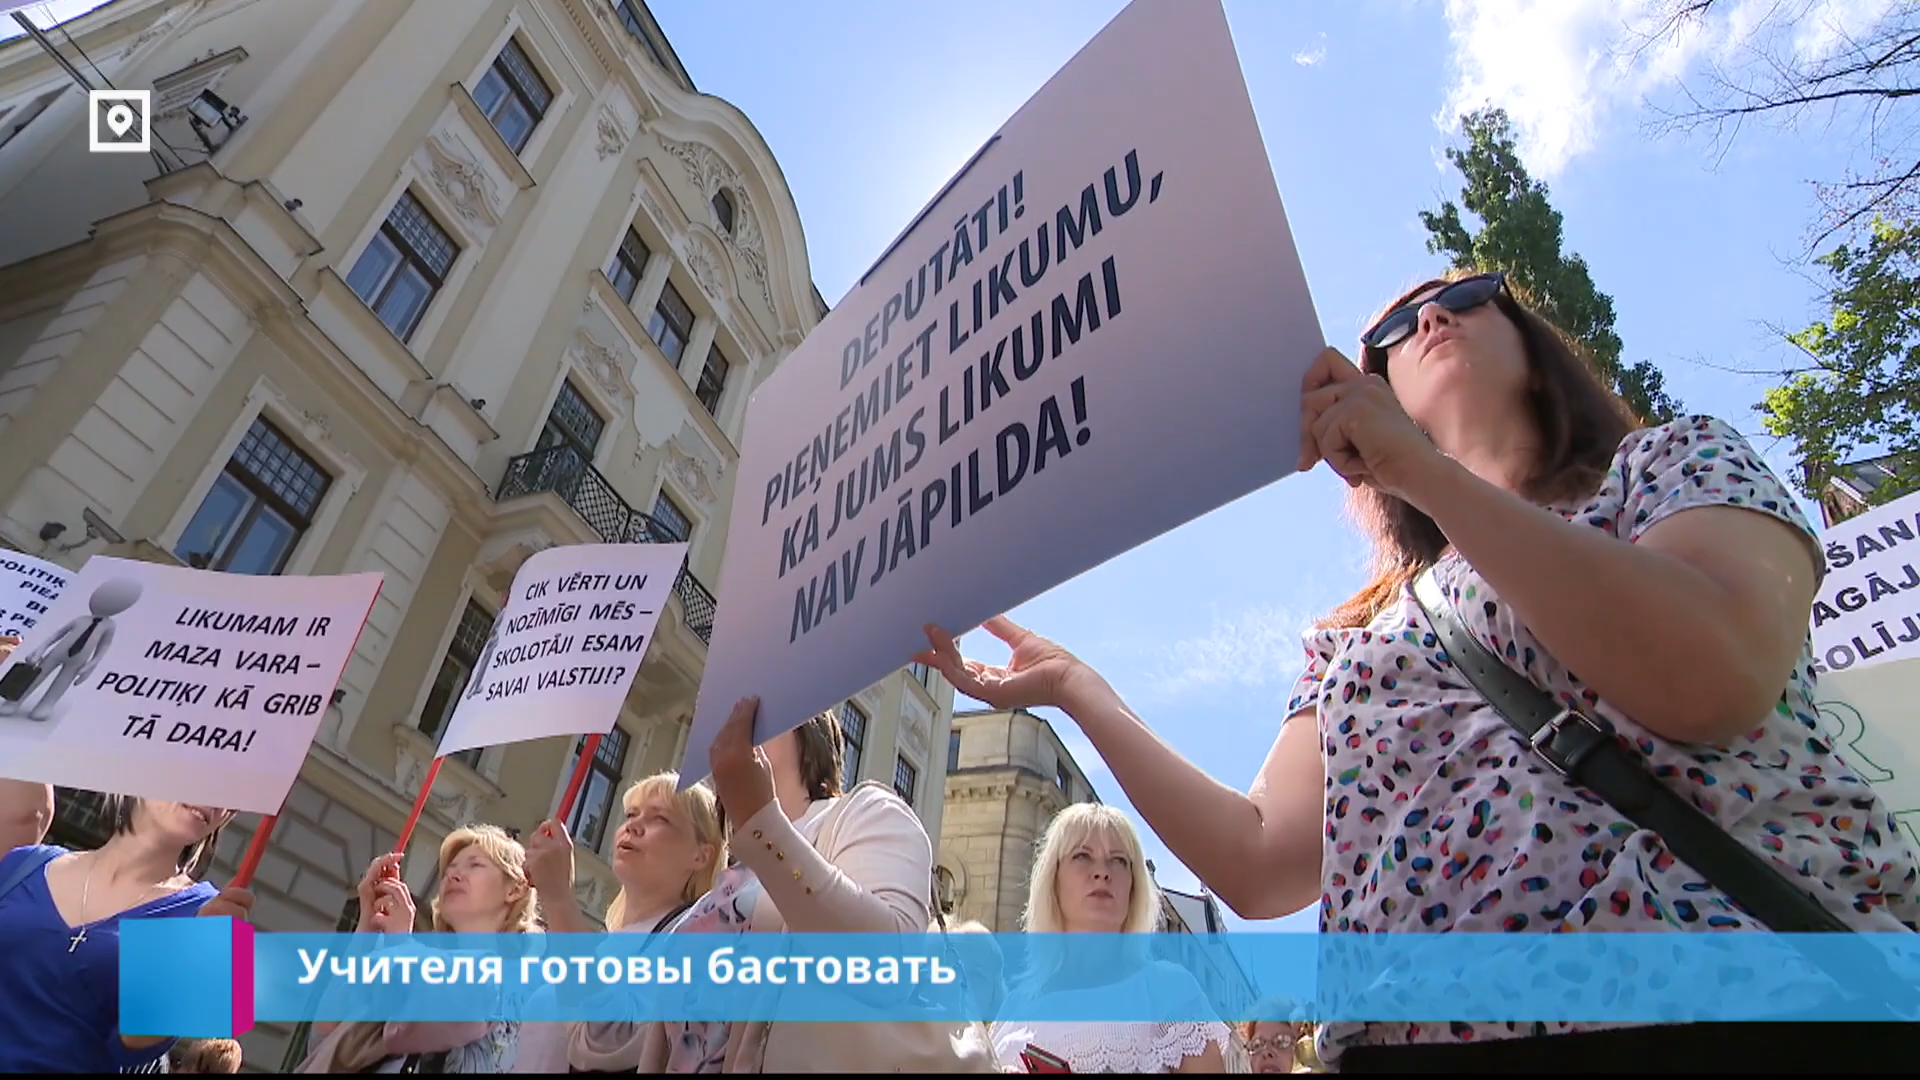 DEPUTĀTI!
PIEŅEMIET LIKUMU,
KĀ JUMS LIKUMI
NAV JĀPILDA!
LIKUMAM IR
MAZA VARA –
POLITIĶI KĀ GRIB
TĀ DARA!
CIK VĒRTI UN
NOZĪMĪGI MĒS –
SKOLOTĀJI ESAM
SAVAI VALSTIJ!?
Учителя готовы бастовать